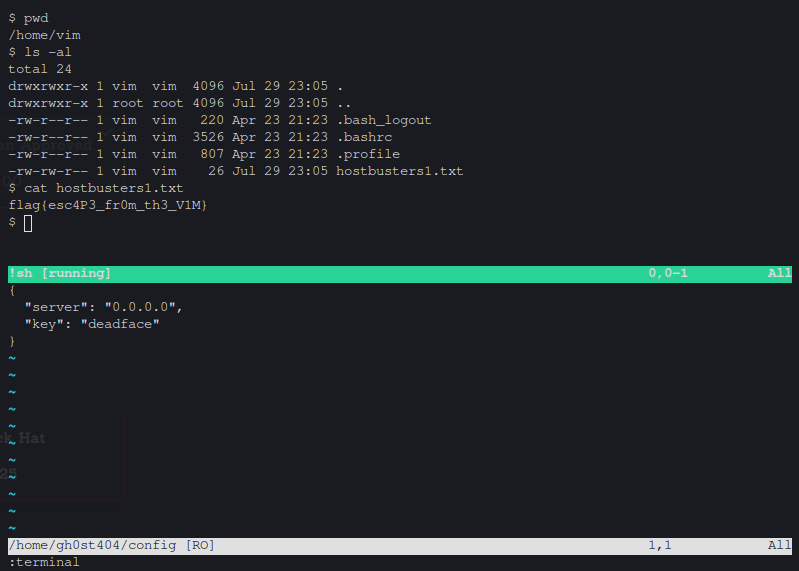 $ pwd
/home/vim
$ ls -al
total 24
drwxrwxr-x 1 vim  vim  4096 Jul 29 23:05 .
drwxrwxr-x 1 root root 4096 Jul 29 23:05 ..
-rw-r--r-- 1 vim  vim   220 Apr 23 21:23 .bash_logout
-rw-r--r-- 1 vim  vim  3526 Apr 23 21:23 .bashrc
-rw-r--r-- 1 vim  vim   807 Apr 23 21:23 .profile
-rw-rw-r-- 1 vim  vim    26 Jul 29 23:05 hostbusters1.txt
$ cat hostbusters1.txt
flag{esc4P3_fr0m_th3_V1M}
$
!sh [running] 0,0-1 All
{
  "server": "0.0.0.0",
  "key": "deadface"
}
~
~
~
~
~
~
~
~
~
~
~
/home/gh0st404/config [RO] 1,1 All
:terminal
Approved
Hat
25